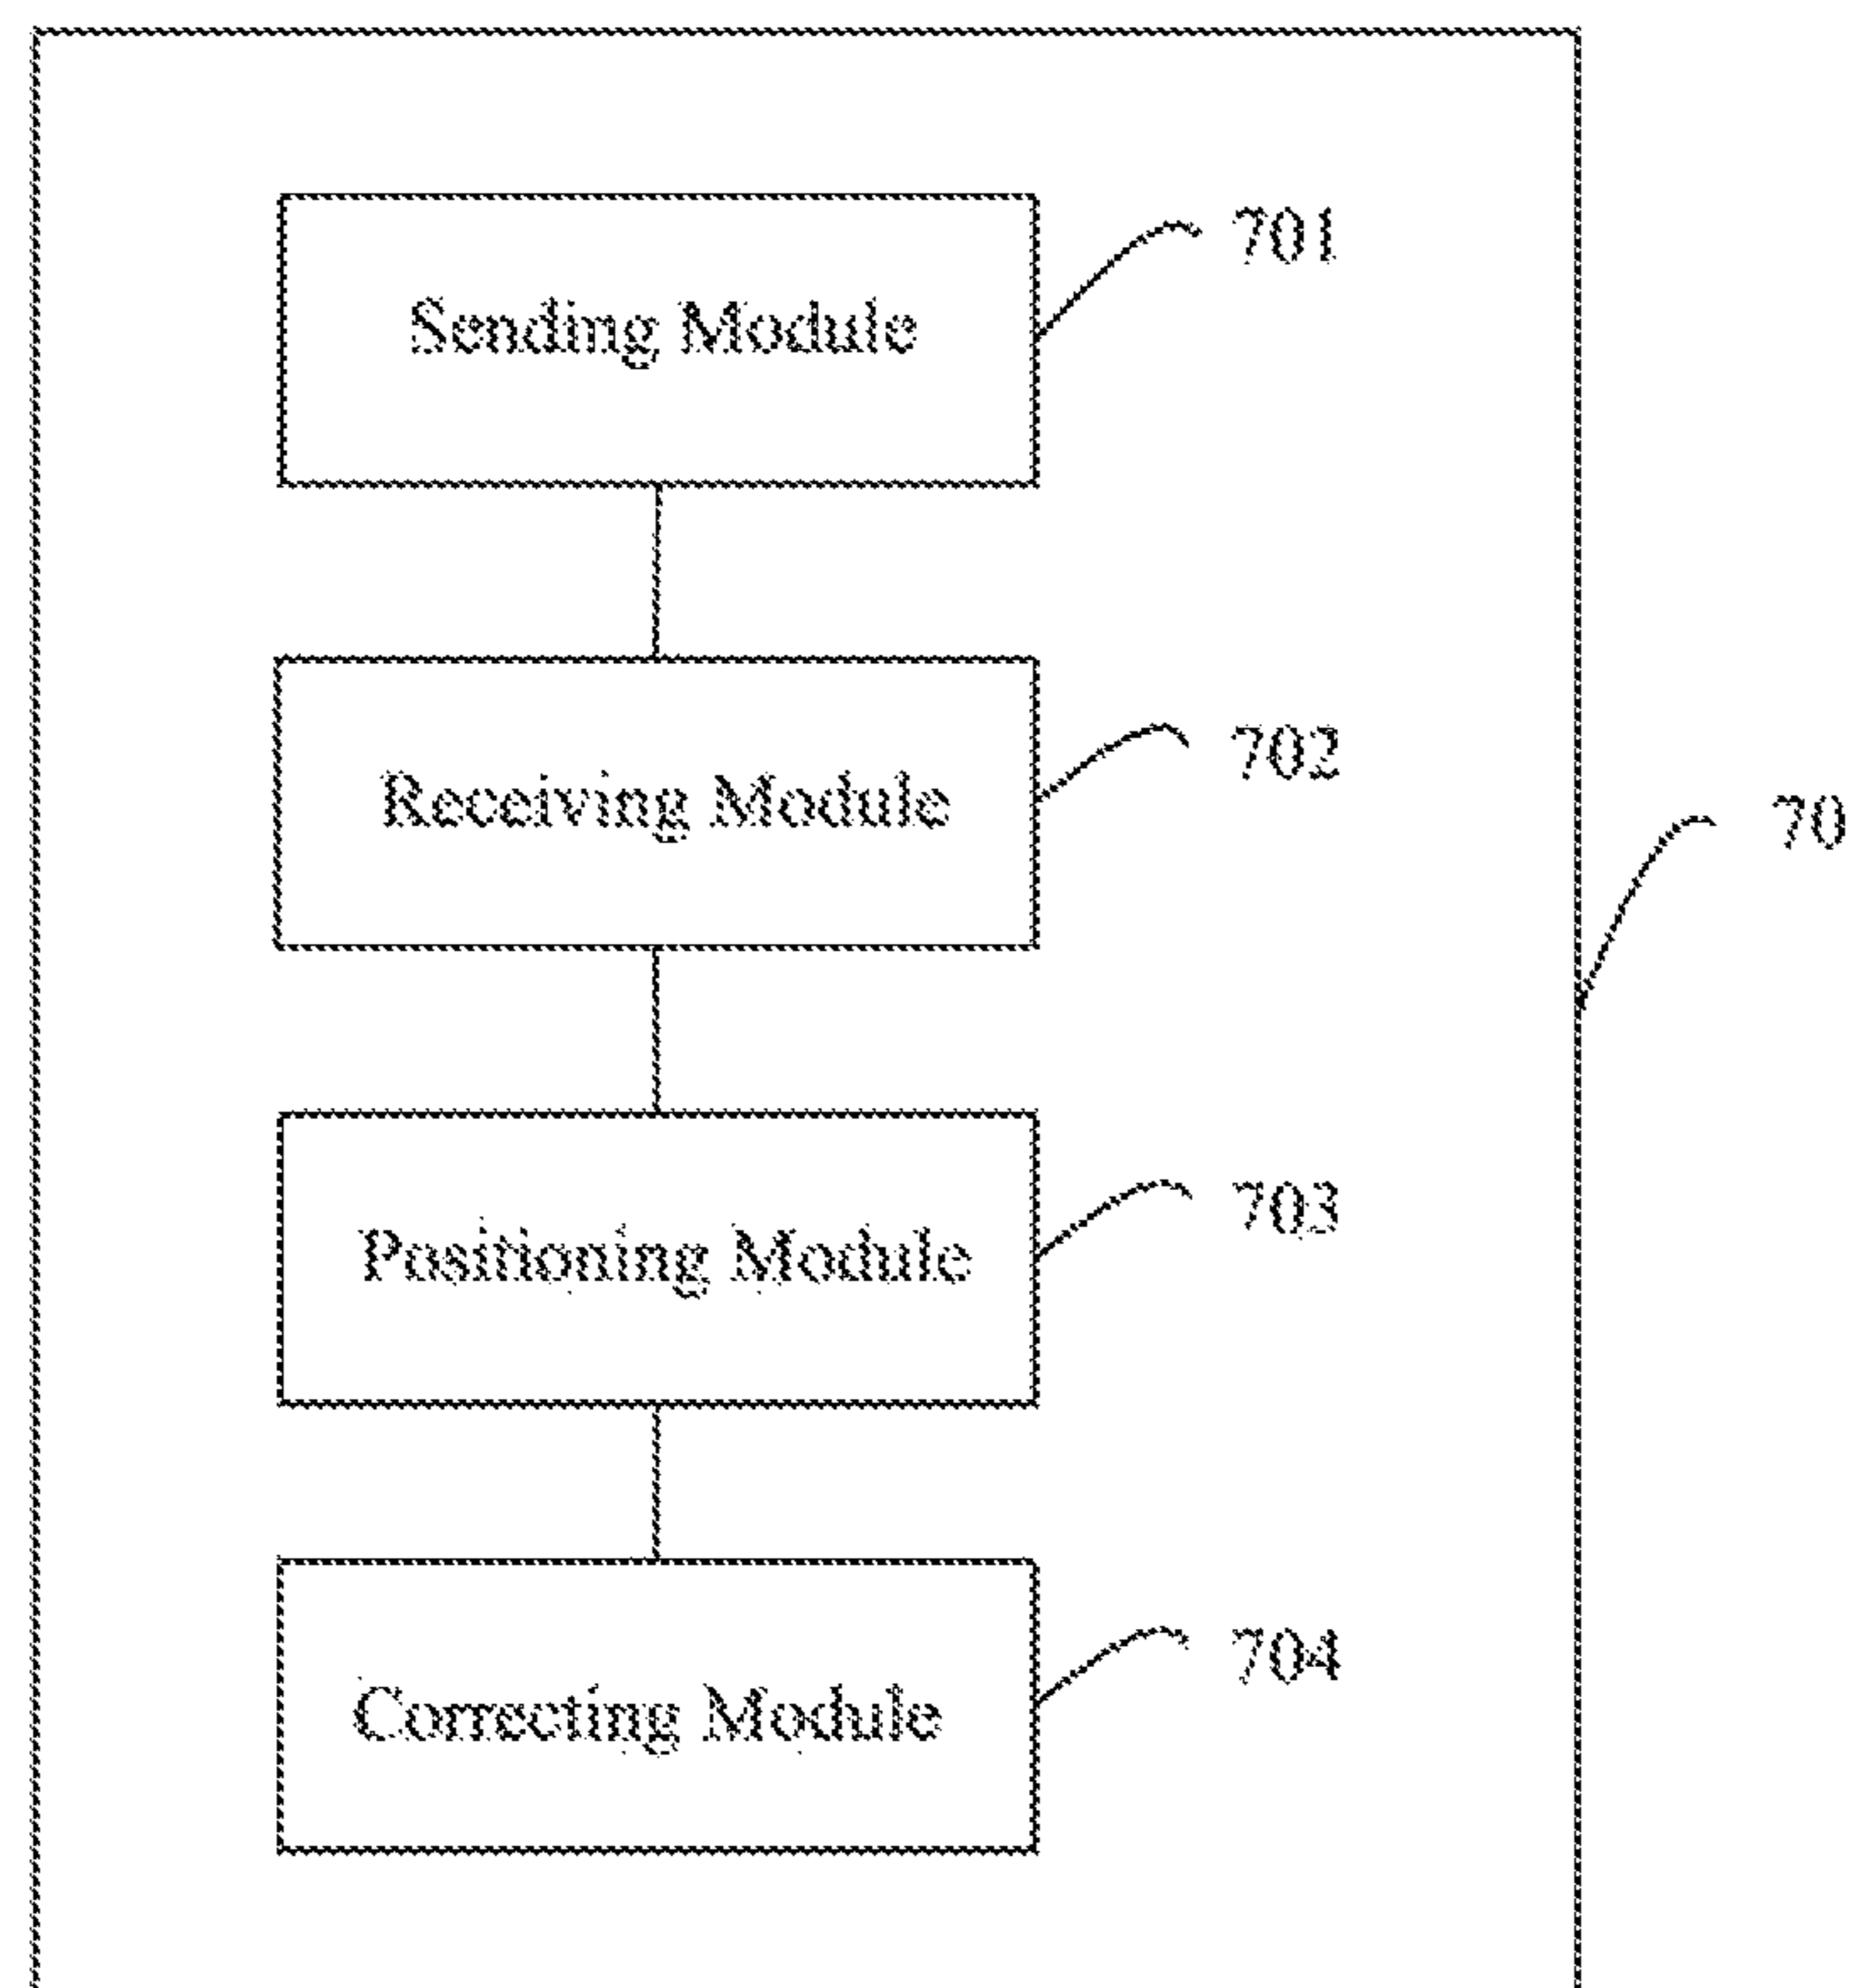 701
Sending Module
702
Receiving Module
70
703
Positioning Module
704
Correcting Module